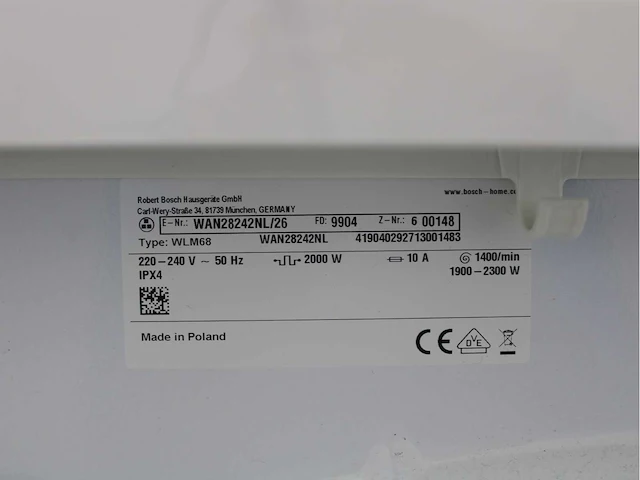 Robert Bosch Hausgeräte GmbH
www.bosch-home.co
Carl-Wery-Straße 34, 81739 München, GERMANY
E-Nr.: WAN28242NL/26 FD: 9904 Z-Nr.: 6 00148
Type: WLM68 WAN28242NL 419040292713001483
220-240 V ~ 50 Hz 2000 W 10 A 1400/min
IPX4 1900-2300 W
Made in Poland CE DVE